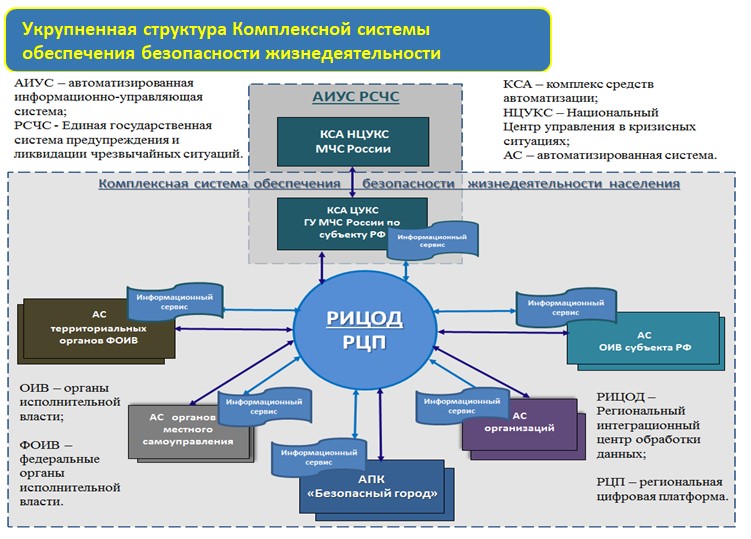 Укрупненная структура Комплексной системы
обеспечения безопасности жизнедеятельности
АИУС – автоматизированная
информационно-управляющая
система;
РСЧС - Единая государственная
система предупреждения и
ликвидации чрезвычайных ситуаций.
АИУС РСЧС
КСА НЦУКС
МЧС России
КСА – комплекс средств
автоматизации;
НЦУКС – Национальный
Центр управления в кризисных
ситуациях;
АС – автоматизированная система.
Комплексная система обеспечения безопасности жизнедеятельности населения
КСА ЦУКС
ГУ МЧС России по
субъекту РФ
Информационный
сервис
Информационный
сервис
АС
территориальных
органов ФОИВ
РИЦОД
РЦП
Информационный
сервис
АС
ОИВ субъекта РФ
ОИВ – органы
исполнительной
власти;
ФОИВ –
федеральные
органы
исполнительной
власти.
Информационный
сервис
АС органов
местного
самоуправления
Информационный
сервис
АПК
«Безопасный город»
Информационный
сервис
АС
организаций
РИЦОД –
Региональный
интеграционный
центр обработки
данных;
РЦП – региональная
цифровая платформа.